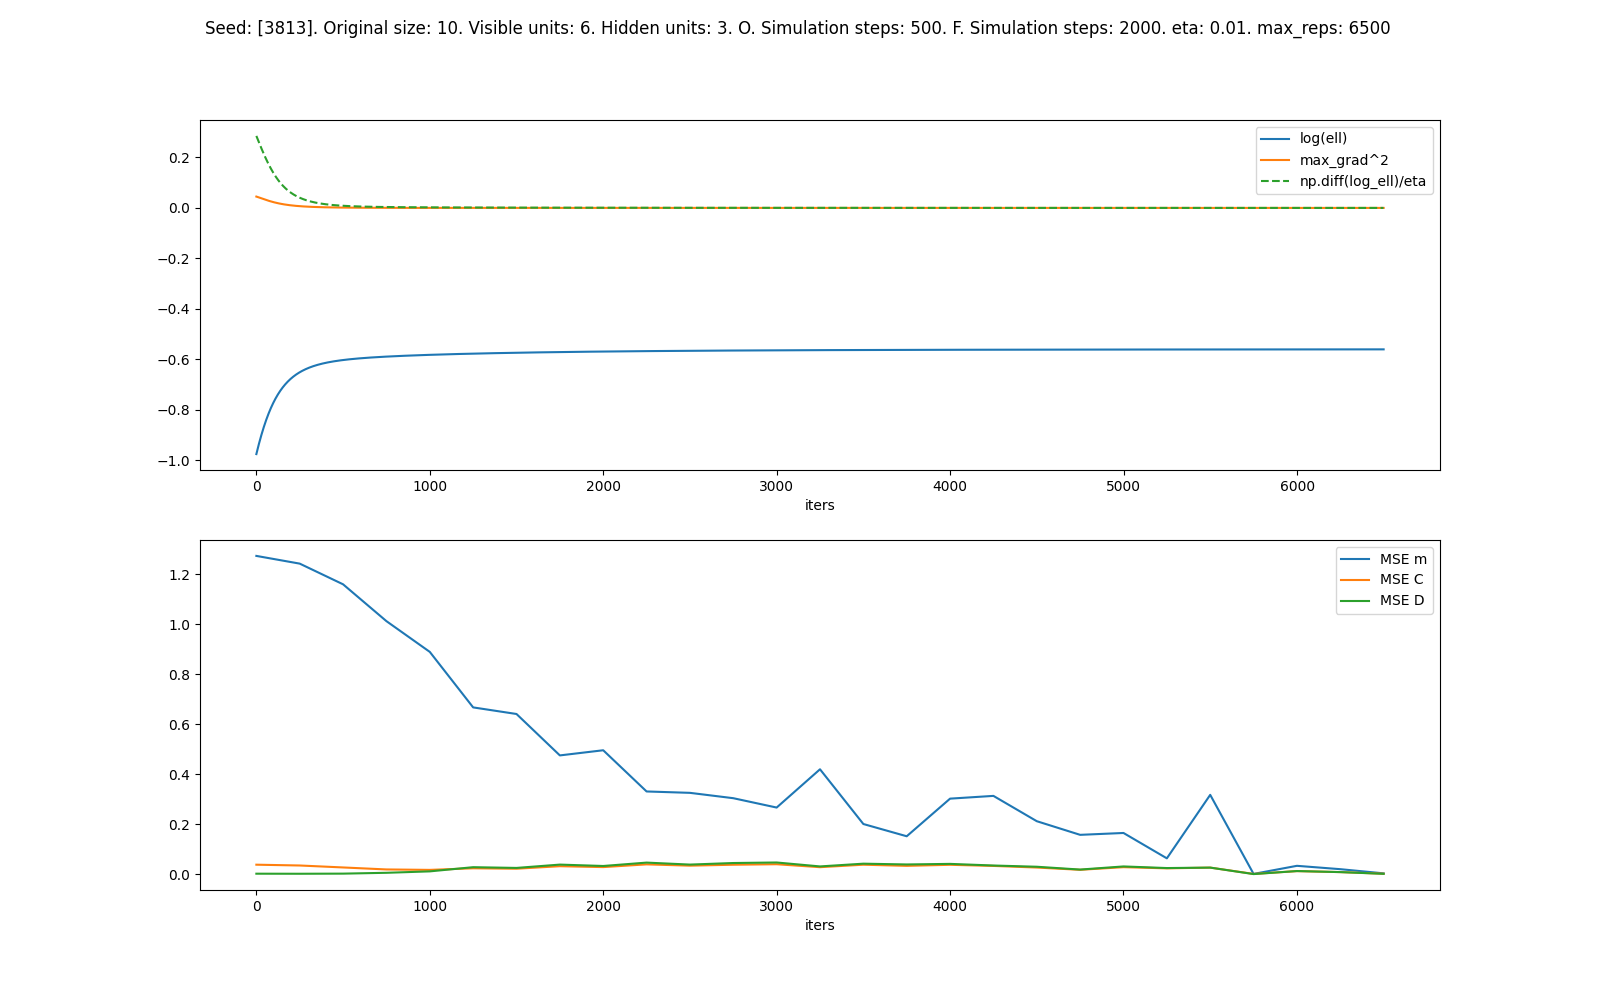 Seed: [3813]. Original size: 10. Visible units: 6. Hidden units: 3. O. Simulation steps: 500. F. Simulation steps: 2000. eta: 0.01. max_reps: 6500
log(ell)
max_grad^2
np.diff(log_ell)/eta
0.2
0.0
−0.2
−0.4
−0.6
−0.8
−1.0
0 1000 2000 3000 4000 5000 6000
iters
MSE m
MSE C
MSE D
1.2
1.0
0.8
0.6
0.4
0.2
0.0
0 1000 2000 3000 4000 5000 6000
iters